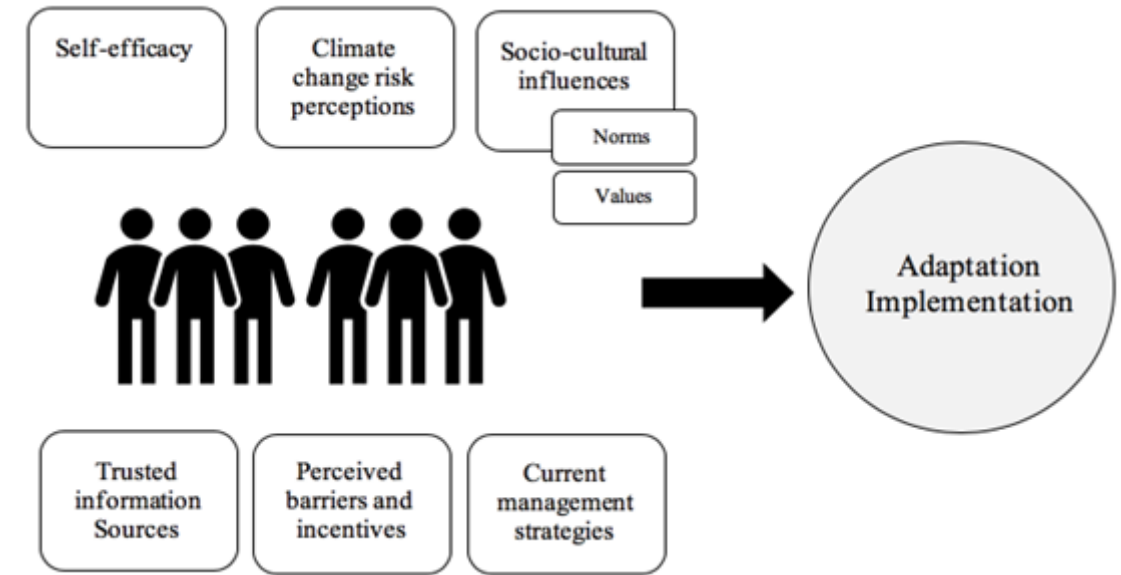 Self-efficacy
Climate
change risk
perceptions
Socio-cultural
influences
Norms
Values
Adaptation
Implementation
Trusted
information
Sources
Perceived
barriers and
incentives
Current
management
strategies